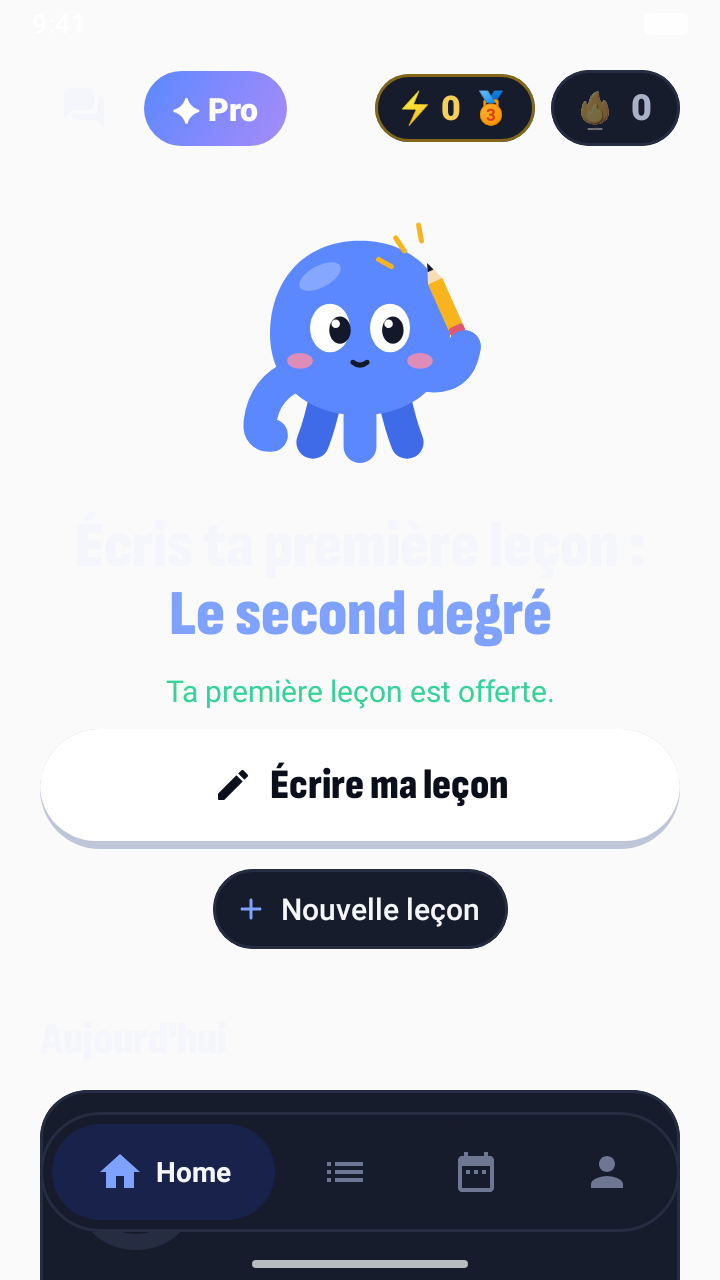 9:41
Pro
0
3
0
Écris ta première leçon :
Le second degré
Ta première leçon est offerte.
Écrire ma leçon
Nouvelle leçon
Aujourd'hui
Home